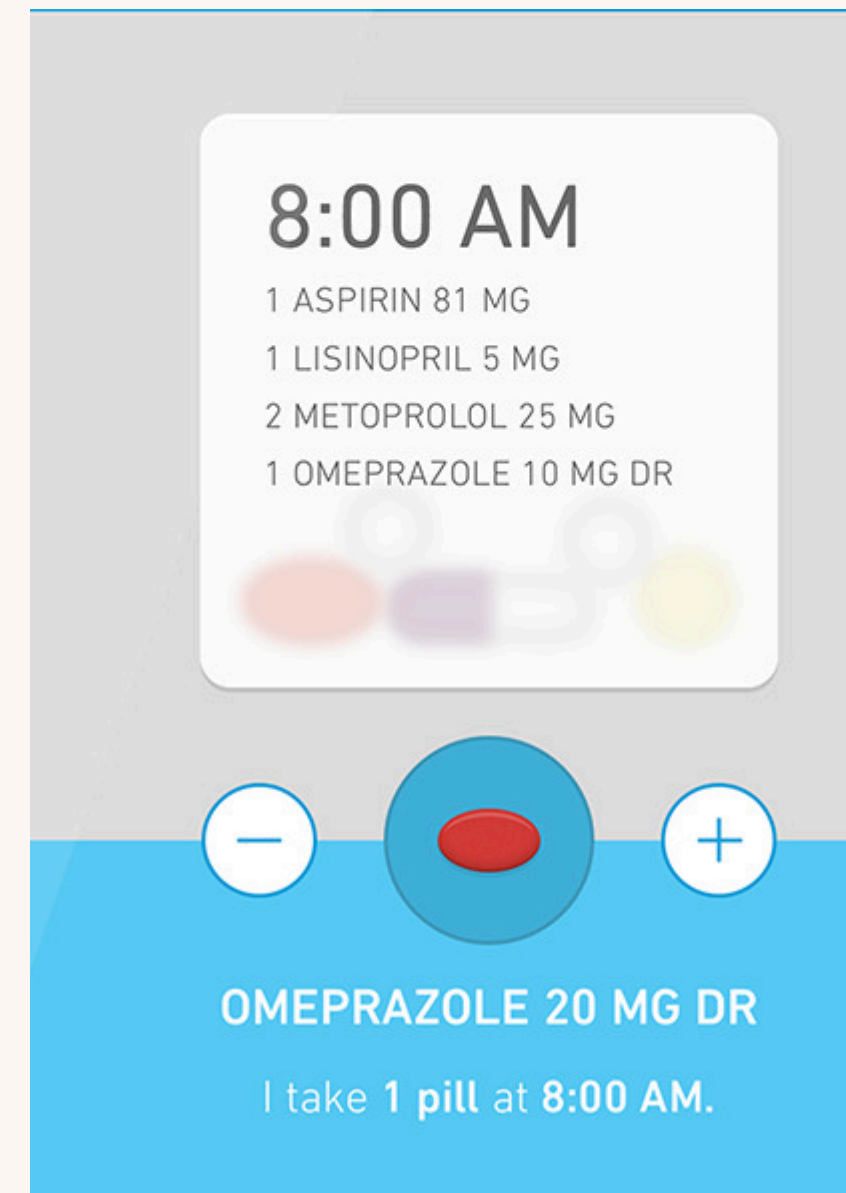 8:00 AM
1 ASPIRIN 81 MG
1 LISINOPRIL 5 MG
2 METOPROLOL 25 MG
1 OMEPRAZOLE 10 MG DR
OMEPRAZOLE 20 MG DR
I take 1 pill at 8:00 AM.